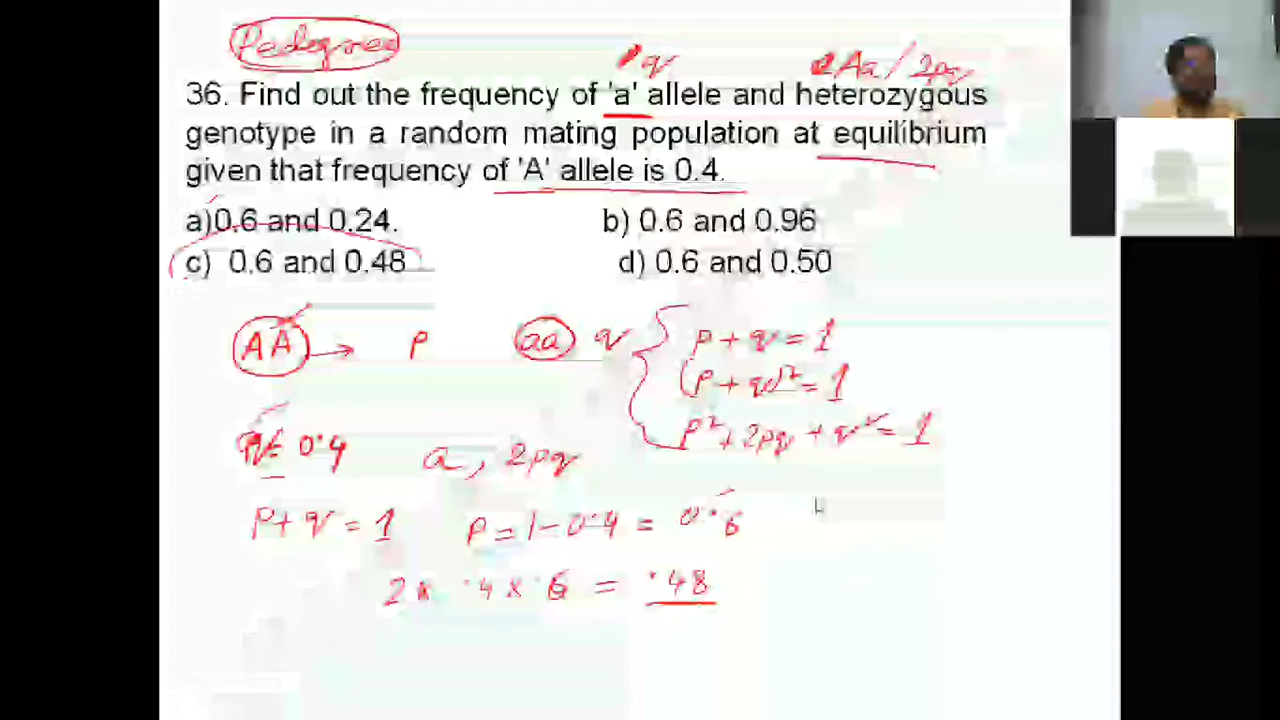 Pedegree
q Aa/2pq
36. Find out the frequency of 'a' allele and heterozygous
genotype in a random mating population at equilibrium
given that frequency of 'A' allele is 0.4.
a)0.6 and 0.24. b) 0.6 and 0.96
c) 0.6 and 0.48 d) 0.6 and 0.50
AA → P aa q P + q = 1
(P + q)² = 1
P² + 2pq + q² = 1
= 0.4 a, 2pq
P + q = 1 P = 1 - 0.4 = 0.6
2 x .4 x .6 = .48